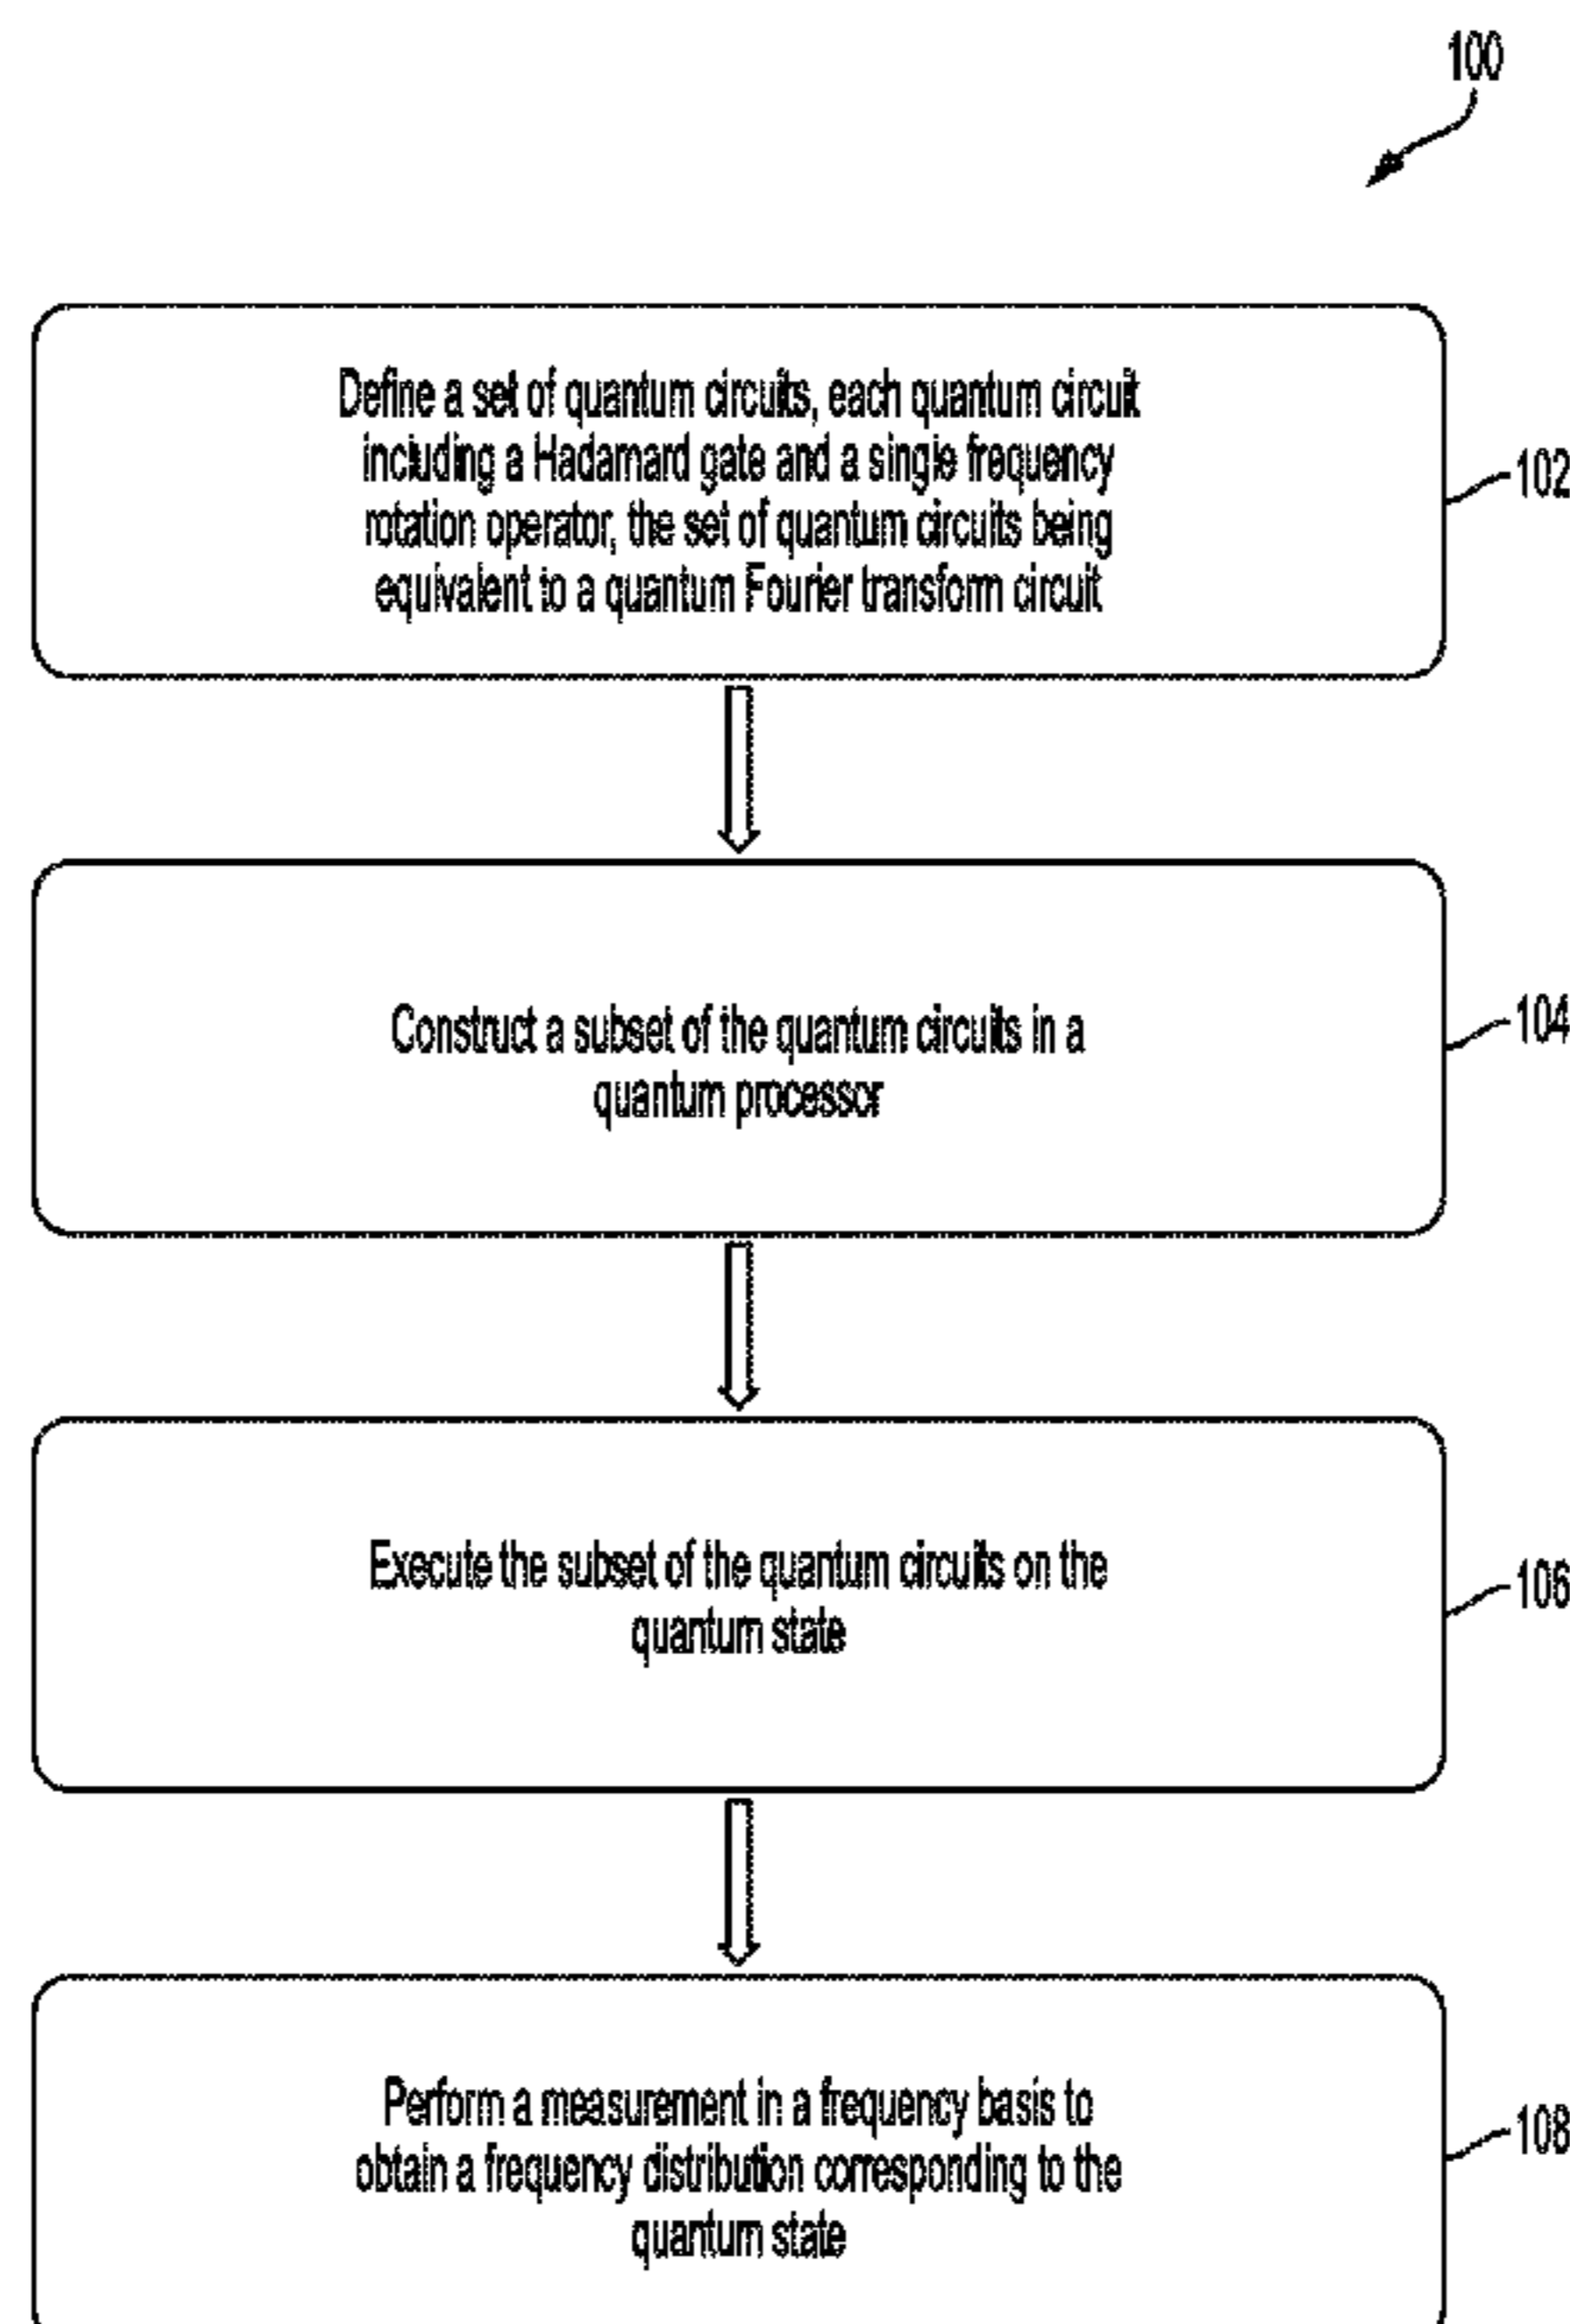 100
Define a set of quantum circuits, each quantum circuit
including a Hadamard gate and a single frequency
rotation operator, the set of quantum circuits being
equivalent to a quantum Fourier transform circuit
102
Construct a subset of the quantum circuits in a
quantum processor
104
Execute the subset of the quantum circuits on the
quantum state
106
Perform a measurement in a frequency basis to
obtain a frequency distribution corresponding to the
quantum state
108